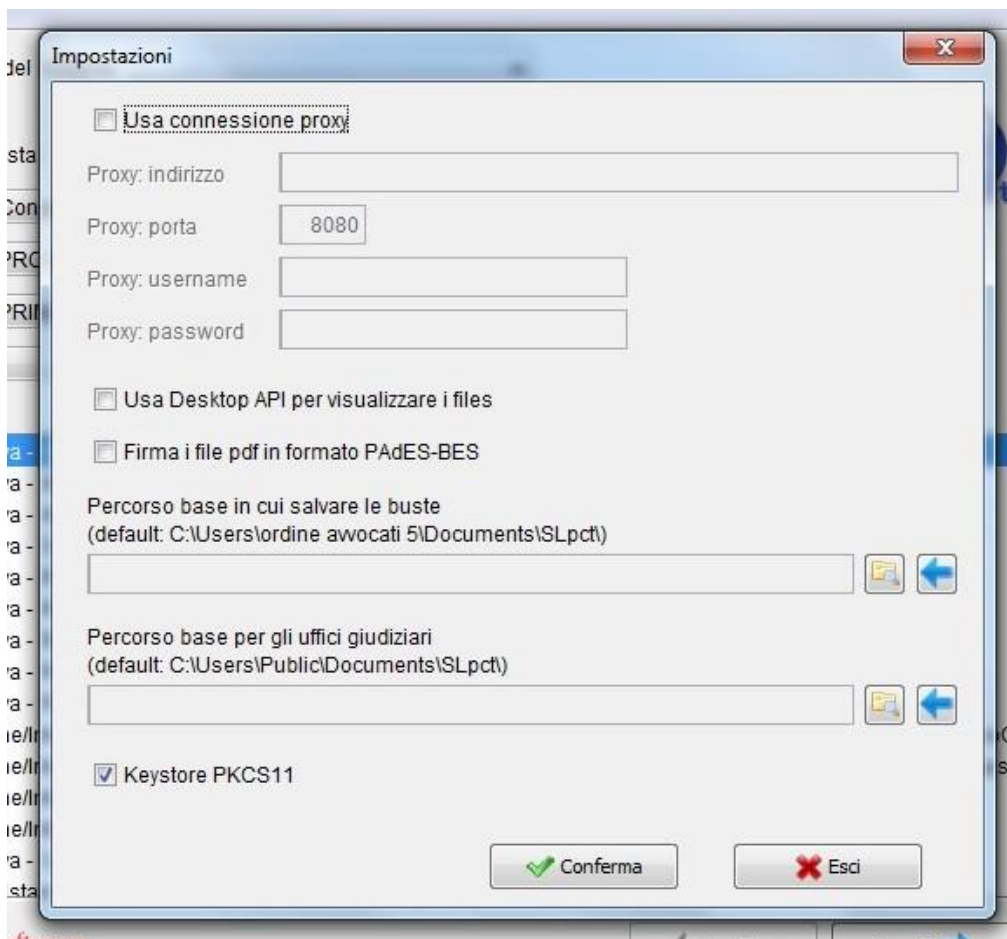 Impostazioni
Usa connessione proxy
Proxy: indirizzo
Proxy: porta 8080
Proxy: username
Proxy: password
Usa Desktop API per visualizzare i files
Firma i file pdf in formato PAdES-BES
Percorso base in cui salvare le buste
(default: C:\Users\ordine avvocati 5\Documents\SLpct\)
Percorso base per gli uffici giudiziari
(default: C:\Users\Public\Documents\SLpct\)
Keystore PKCS11
Conferma Esci